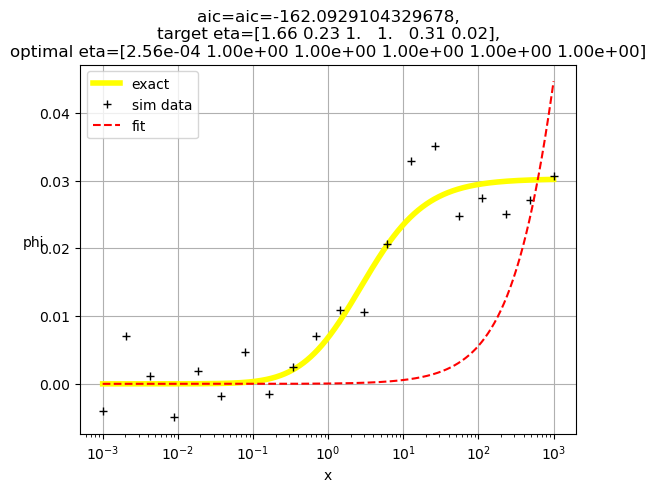 aic=aic=-162.0929104329678,
target eta=[1.66 0.23 1.   1.   0.31 0.02],
optimal eta=[2.56e-04 1.00e+00 1.00e+00 1.00e+00 1.00e+00 1.00e+00]
exact
sim data
fit
0.04
0.03
0.02
0.01
0.00
phi
10⁻³
10⁻²
10⁻¹
10⁰
10¹
10²
10³
x